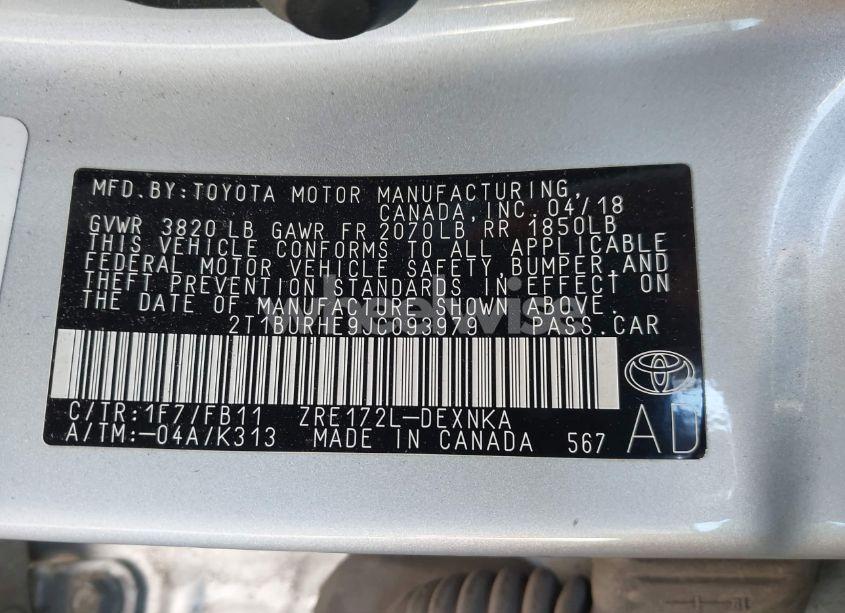 MFD.BY:TOYOTA MOTOR MANUFACTURING,
CANADA, INC. 04/18
GVWR 3820 LB GAWR FR 2070LB RR 1850LB
THIS VEHICLE CONFORMS TO ALL APPLICABLE
FEDERAL MOTOR VEHICLE SAFETY, BUMPER, AND
THEFT PREVENTION STANDARDS IN EFFECT ON
THE DATE OF MANUFACTURE SHOWN ABOVE.
wheelwise
2T1BURHE9JC093979 PASS.CAR
C/TR:1F7/FB11 ZRE172L-DEXNKA
A/TM:-04A/K313 MADE IN CANADA 567
AD